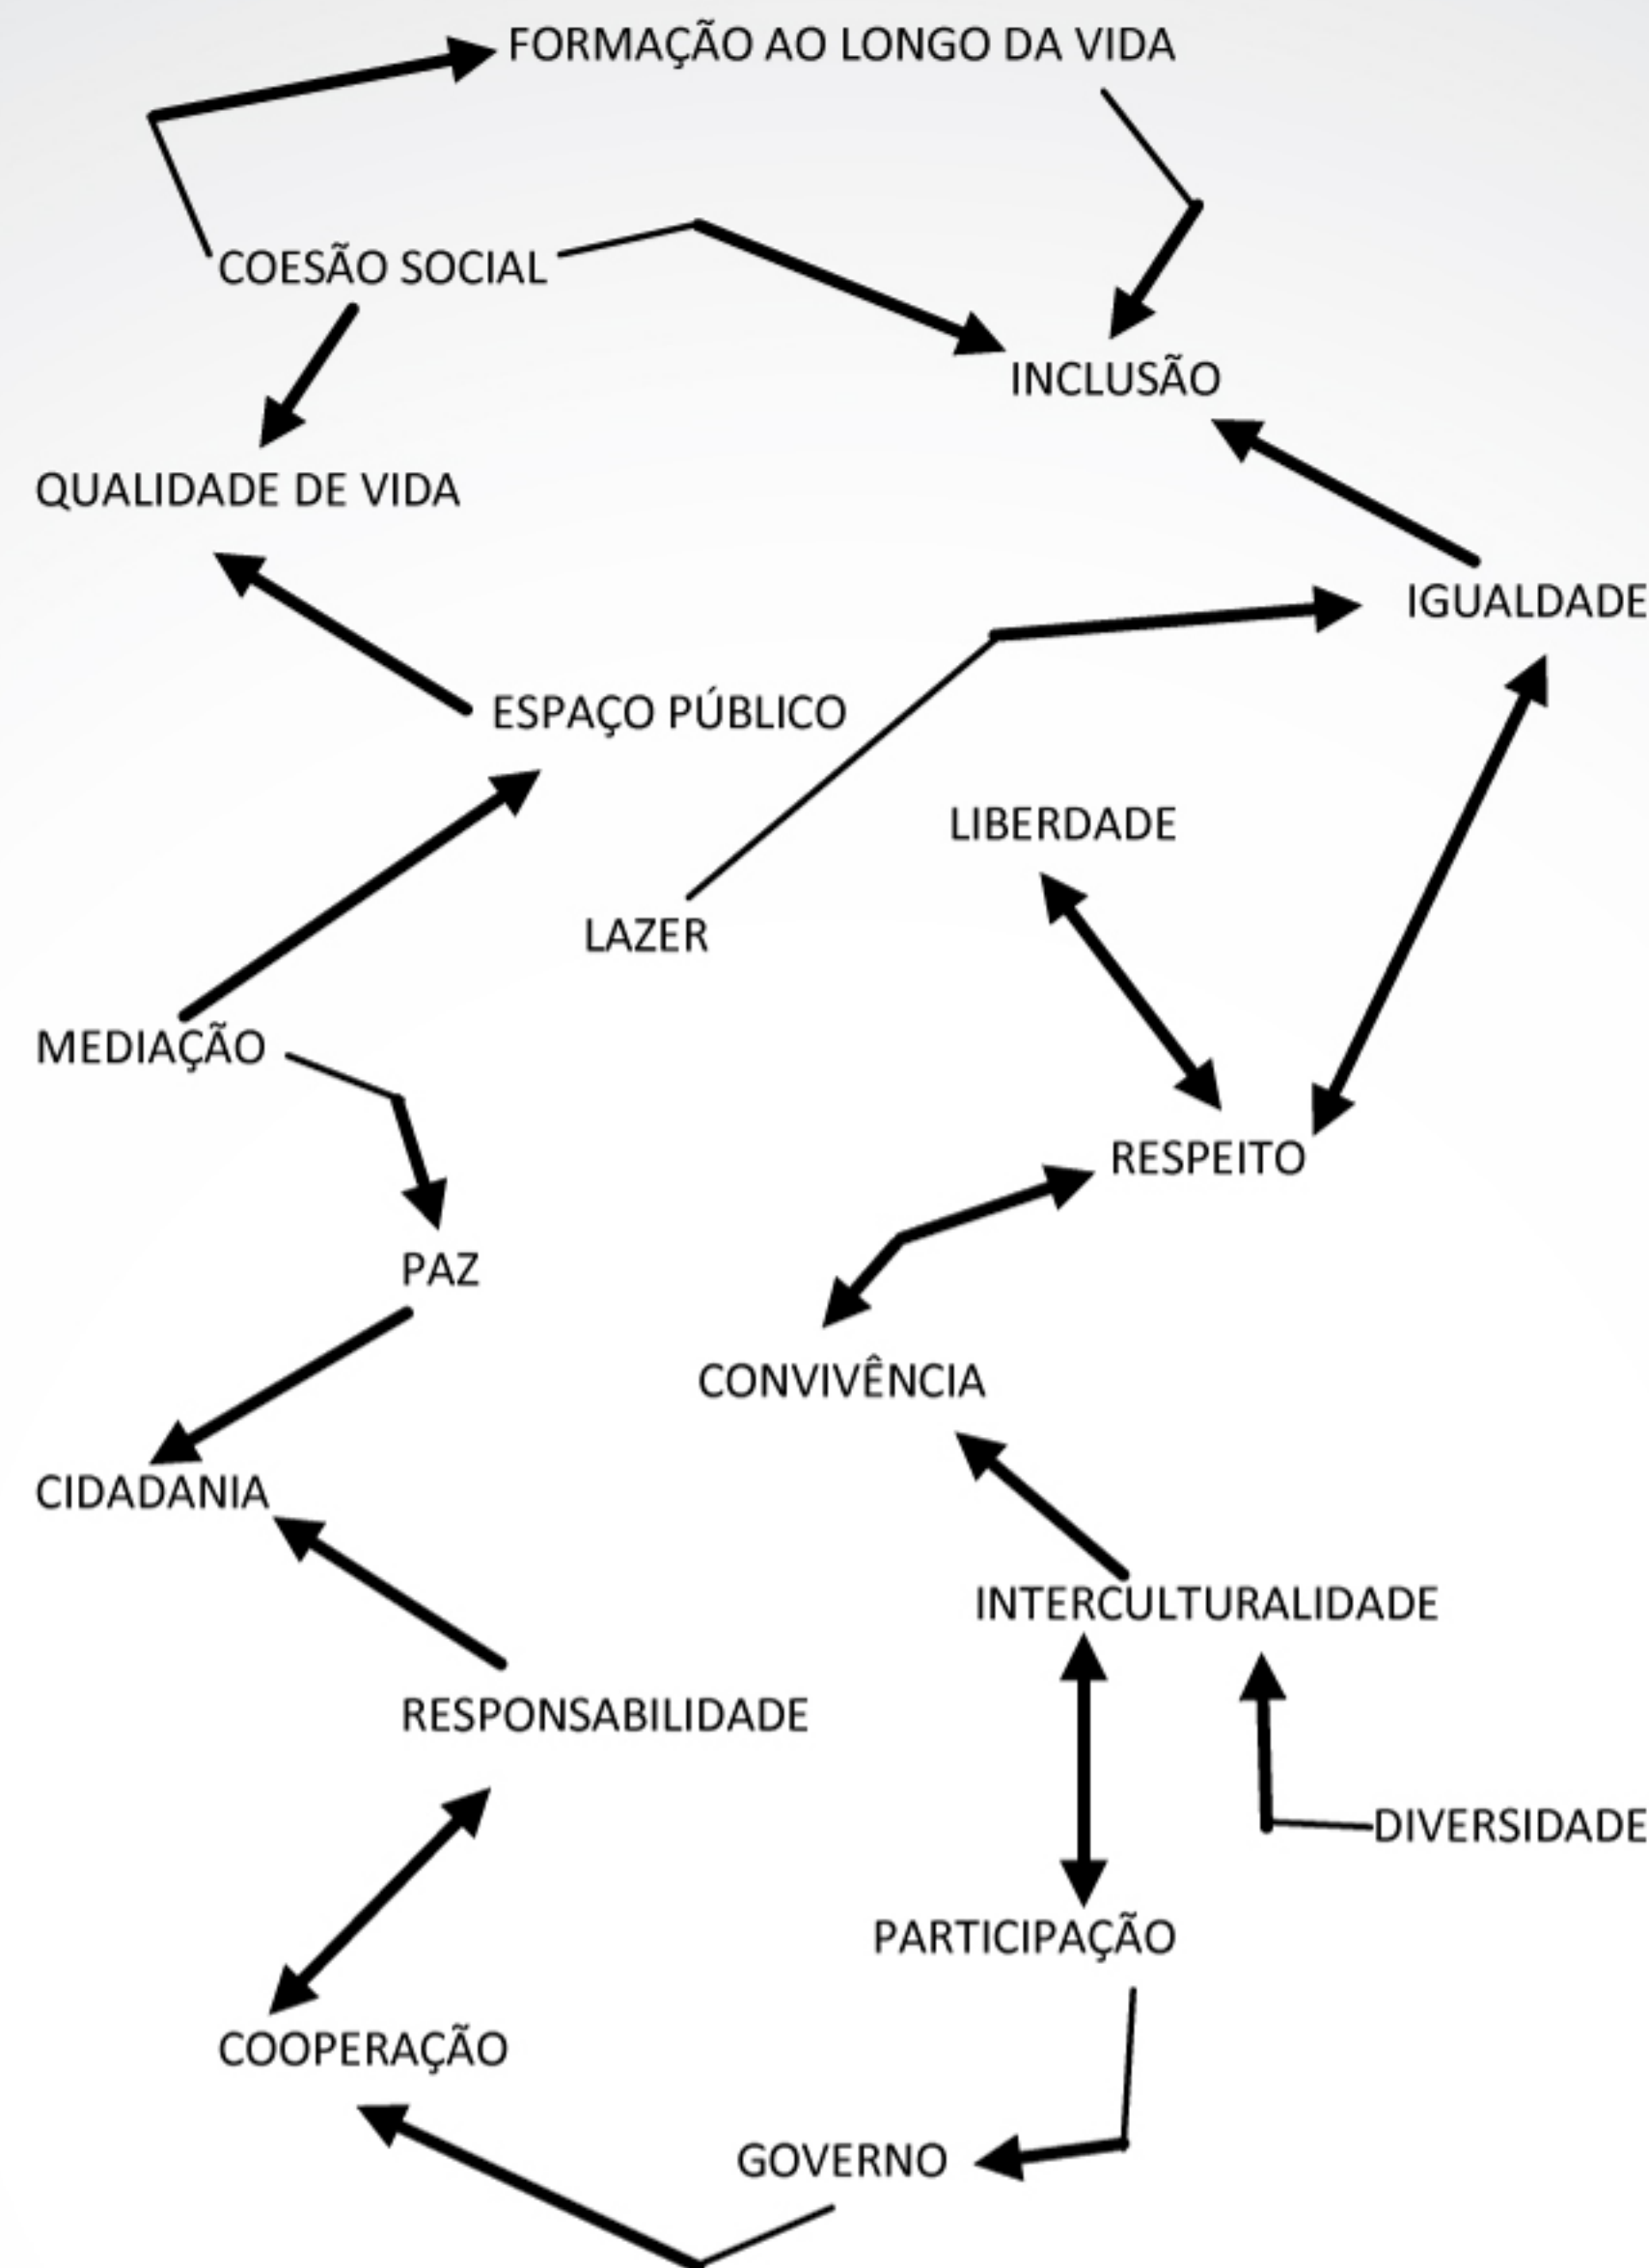 FORMAÇÃO AO LONGO DA VIDA
COESÃO SOCIAL
INCLUSÃO
QUALIDADE DE VIDA
IGUALDADE
ESPAÇO PÚBLICO
LIBERDADE
LAZER
MEDIAÇÃO
RESPEITO
PAZ
CONVIVÊNCIA
CIDADANIA
INTERCULTURALIDADE
RESPONSABILIDADE
DIVERSIDADE
PARTICIPAÇÃO
COOPERAÇÃO
GOVERNO